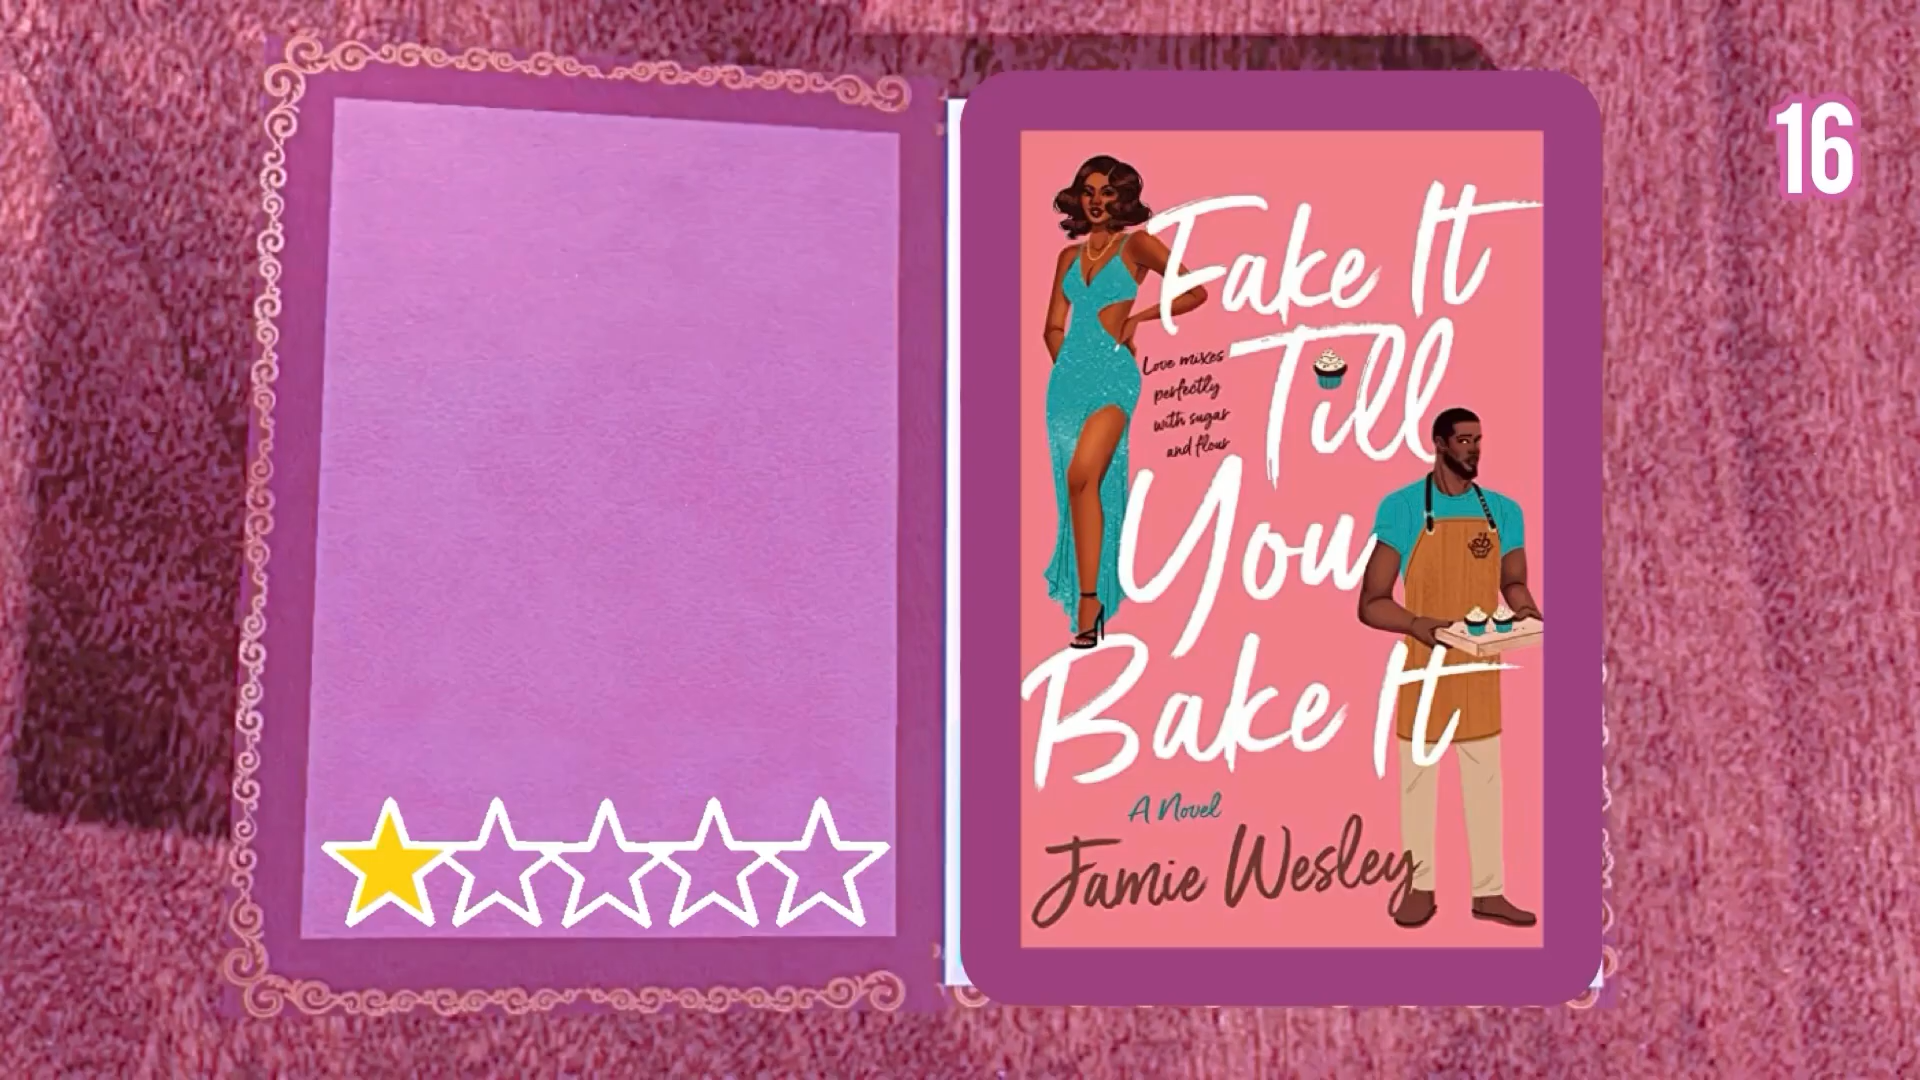 16
Fake It
Till
You
Bake It
Love mixes
perfectly
with sugar
and flour
A Novel
Jamie Wesley